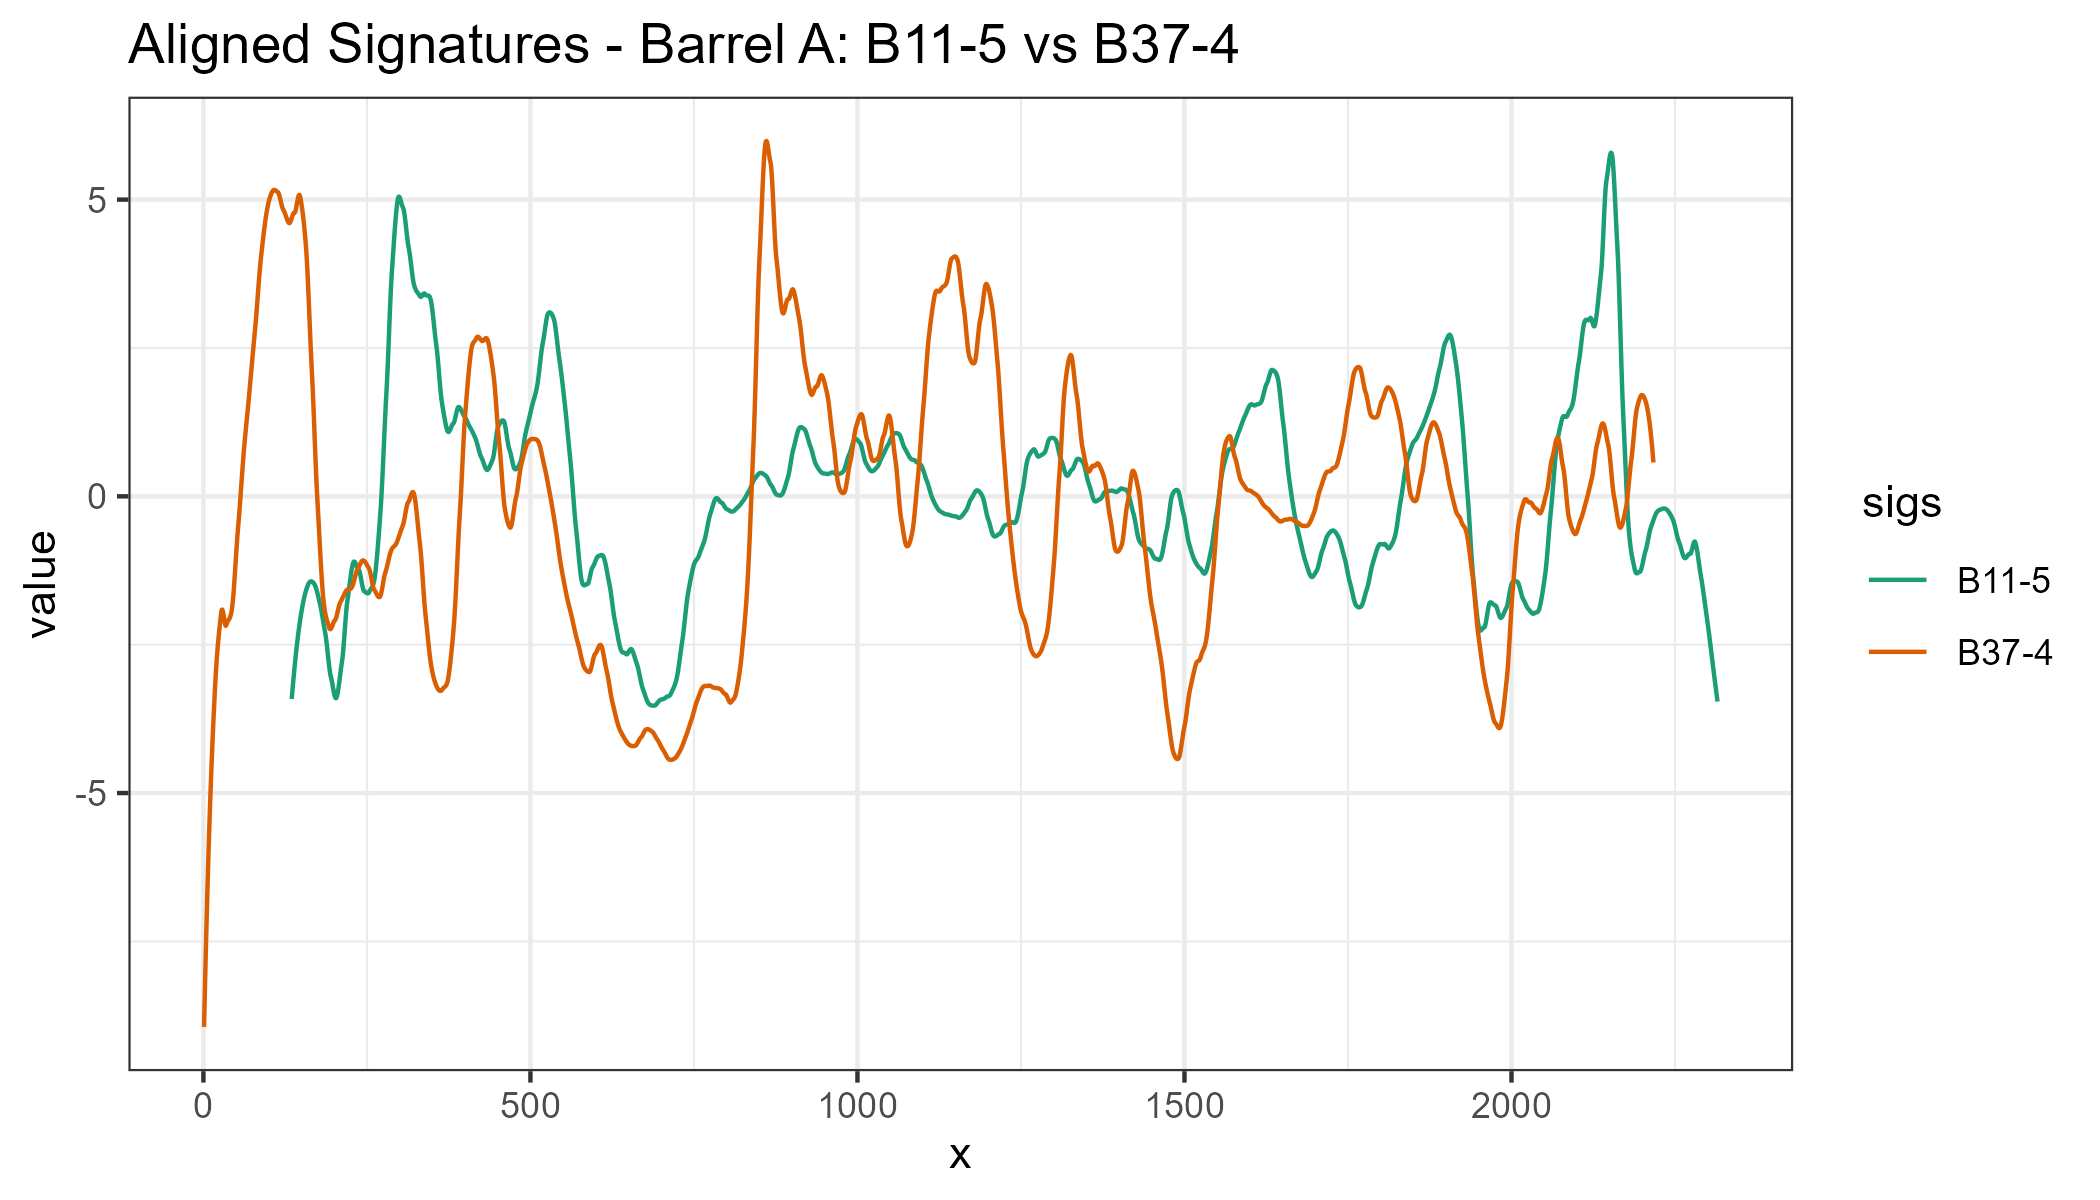 Aligned Signatures - Barrel A: B11-5 vs B37-4
value
5
0
-5
0
500
1000
1500
2000
x
sigs
B11-5
B37-4